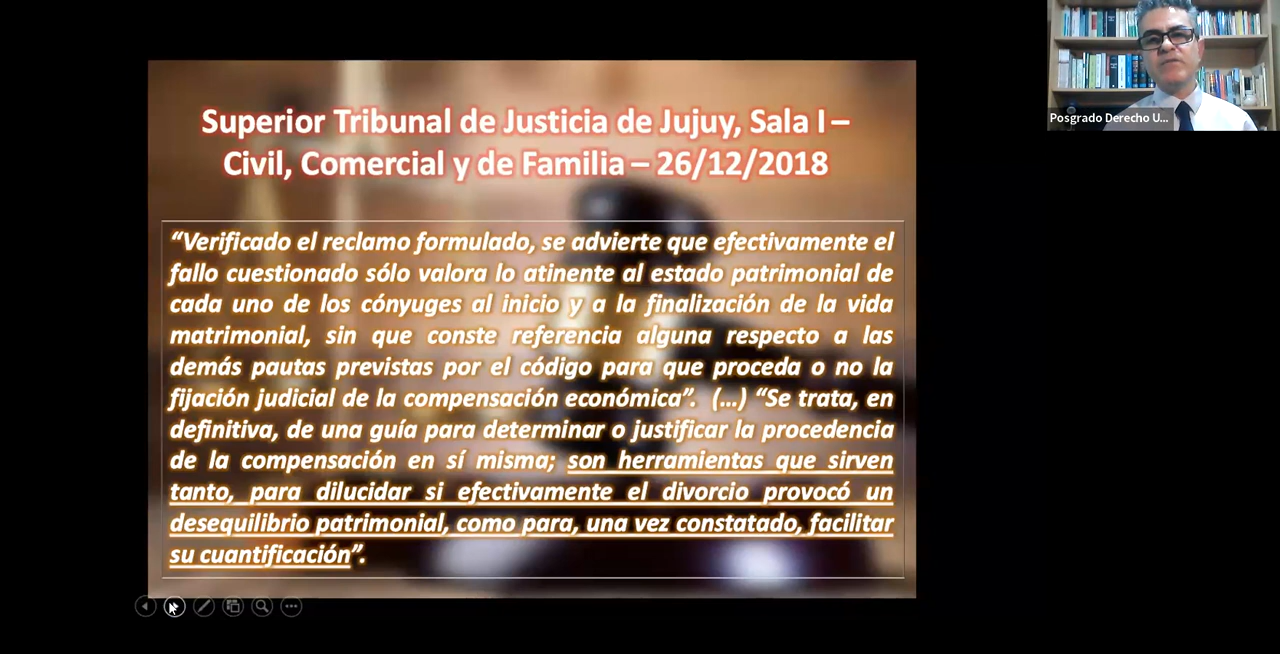 Superior Tribunal de Justicia de Jujuy, Sala I –
Civil, Comercial y de Familia – 26/12/2018
“Verificado el reclamo formulado, se advierte que efectivamente el
fallo cuestionado sólo valora lo atinente al estado patrimonial de
cada uno de los cónyuges al inicio y a la finalización de la vida
matrimonial, sin que conste referencia alguna respecto a las
demás pautas previstas por el código para que proceda o no la
fijación judicial de la compensación económica”. (…) “Se trata, en
definitiva, de una guía para determinar o justificar la procedencia
de la compensación en sí misma; son herramientas que sirven
tanto, para dilucidar si efectivamente el divorcio provocó un
desequilibrio patrimonial, como para, una vez constatado, facilitar
su cuantificación”.
Posgrado Derecho U...